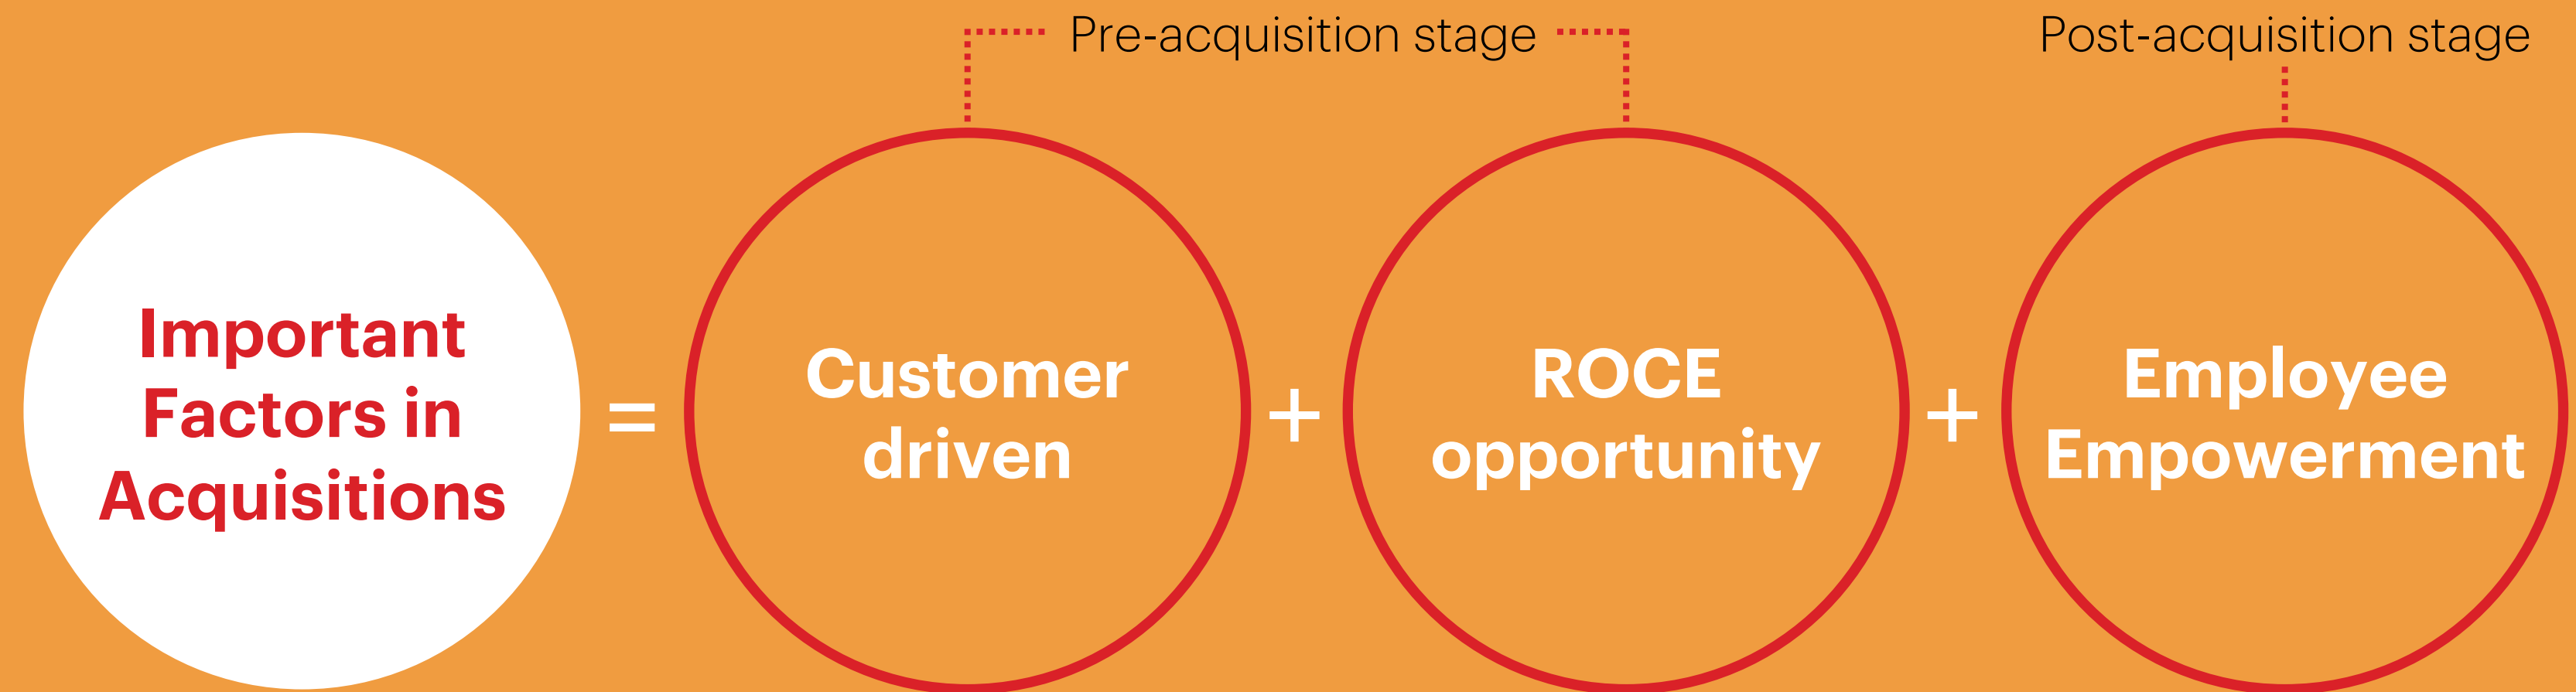 Pre-acquisition stage
Post-acquisition stage
Important
Factors in
Acquisitions
=
Customer
driven
+
ROCE
opportunity
+
Employee
Empowerment